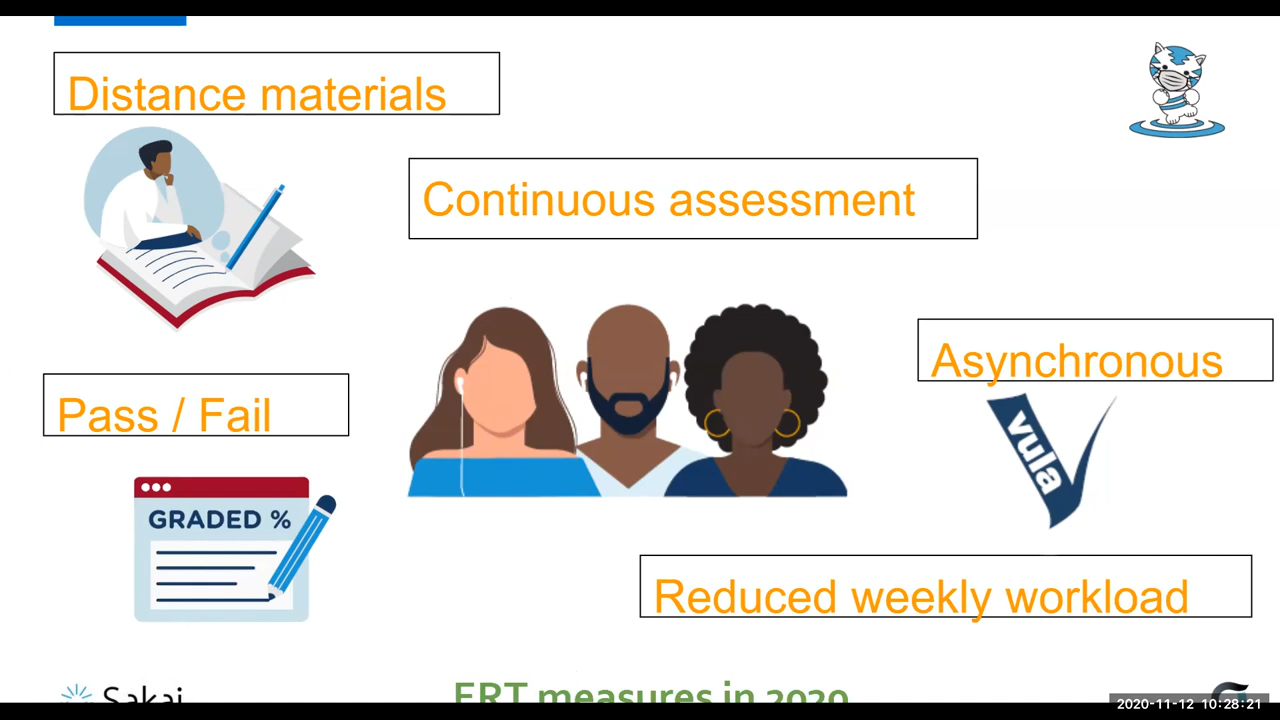 Distance materials
Continuous assessment
Asynchronous
vula
Pass / Fail
GRADED %
Reduced weekly workload
Sakai
ERT measures in 2020
2020-11-12 10:28:21